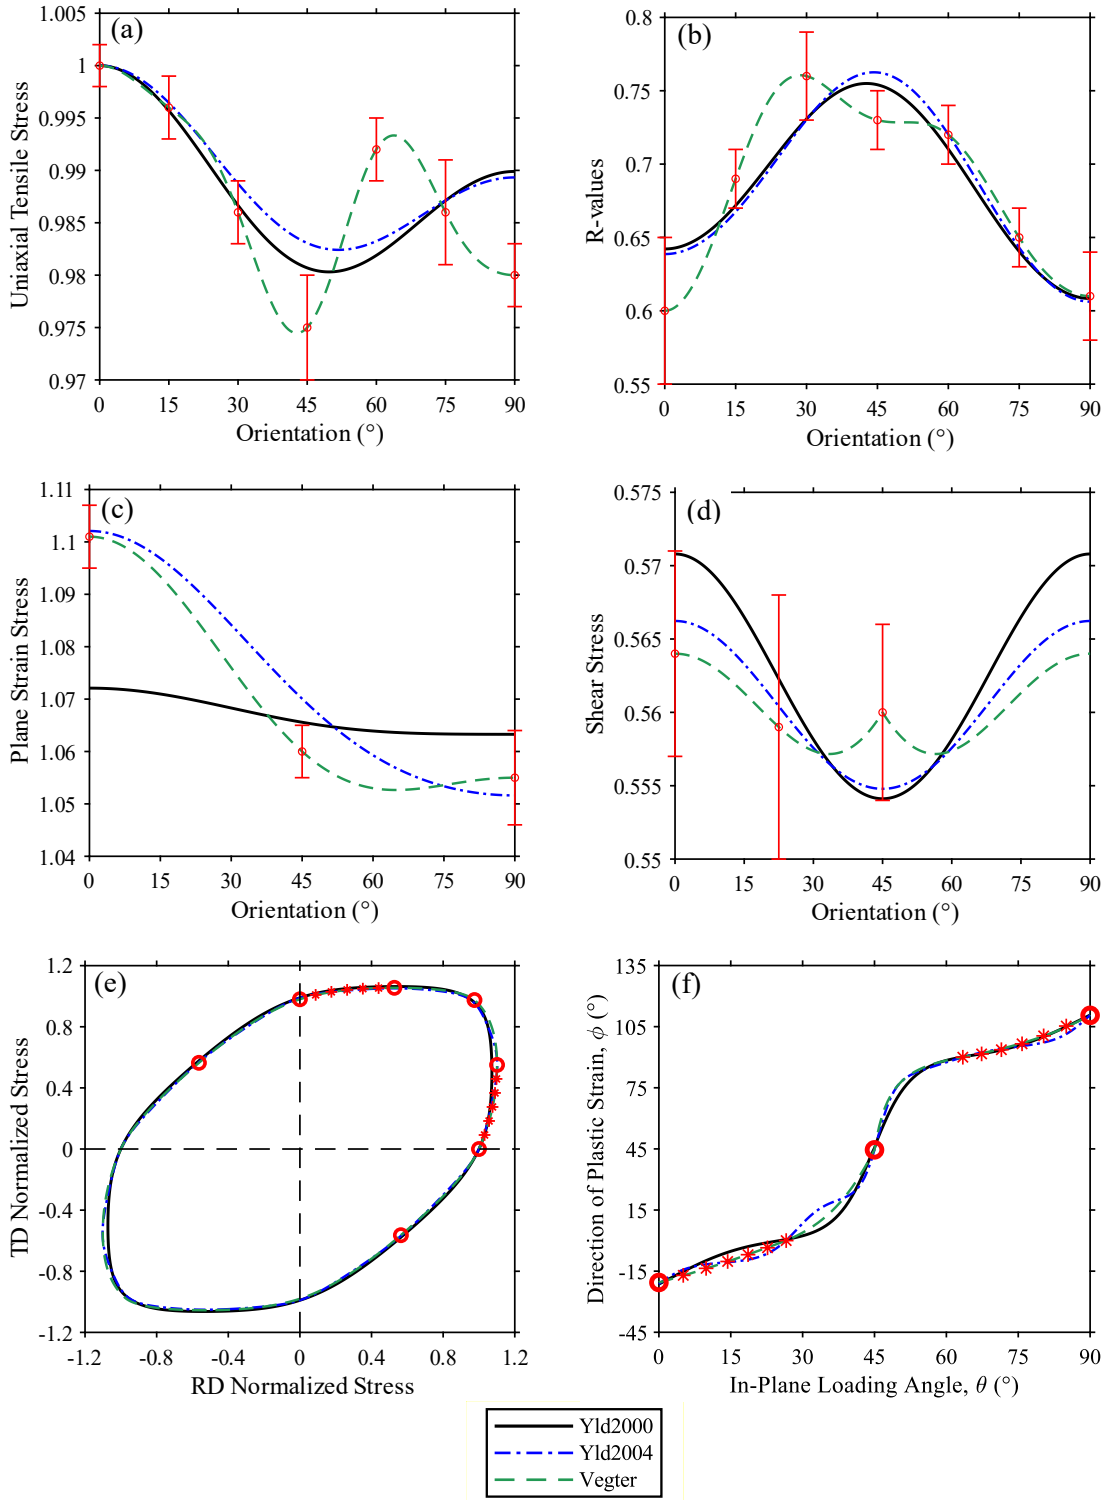 (a)
Uniaxial Tensile Stress
1.005
1
0.995
0.99
0.985
0.98
0.975
0.97
0 15 30 45 60 75 90
Orientation (°)
(b)
R-values
0.8
0.75
0.7
0.65
0.6
0.55
0 15 30 45 60 75 90
Orientation (°)
(c)
Plane Strain Stress
1.11
1.1
1.09
1.08
1.07
1.06
1.05
1.04
0 15 30 45 60 75 90
Orientation (°)
(d)
Shear Stress
0.575
0.57
0.565
0.56
0.555
0.55
0 15 30 45 60 75 90
Orientation (°)
(e)
TD Normalized Stress
1.2
0.8
0.4
0
-0.4
-0.8
-1.2
-1.2 -0.8 -0.4 0 0.4 0.8 1.2
RD Normalized Stress
(f)
Direction of Plastic Strain, ϕ (°)
135
105
75
45
15
-15
-45
0 15 30 45 60 75 90
In-Plane Loading Angle, θ (°)
Yld2000
Yld2004
Vegter